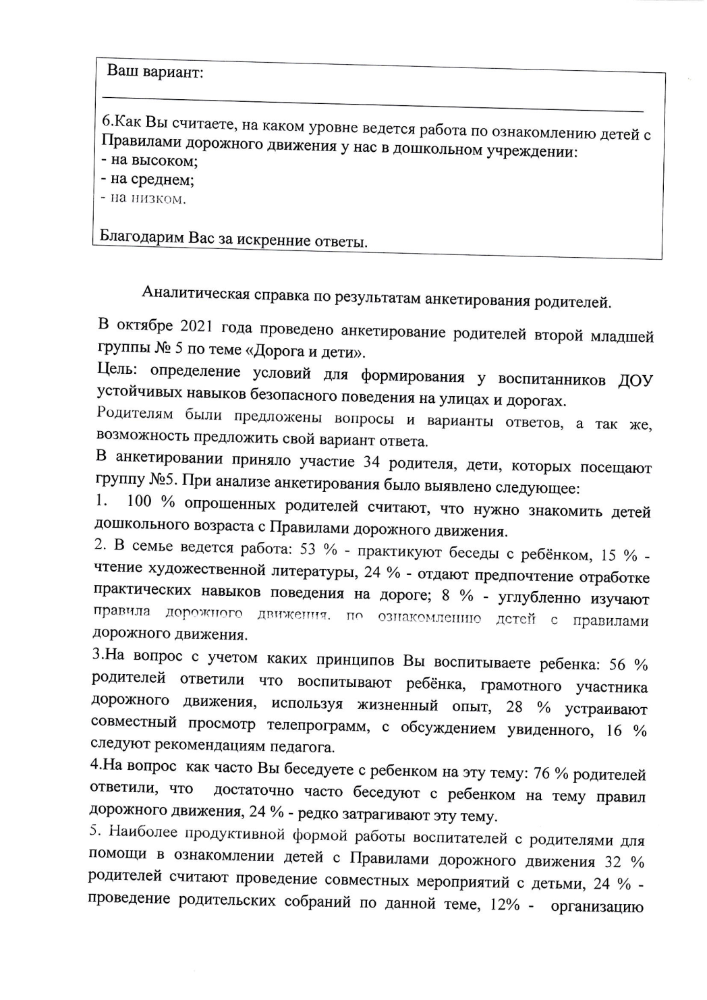 Ваш вариант:
6.Как Вы считаете, на каком уровне ведется работа по ознакомлению детей с
Правилами дорожного движения у нас в дошкольном учреждении:
- на высоком;
- на среднем;
- на низком.
Благодарим Вас за искренние ответы.
Аналитическая справка по результатам анкетирования родителей.
В октябре 2021 года проведено анкетирование родителей второй младшей
группы № 5 по теме «Дорога и дети».
Цель: определение условий для формирования у воспитанников ДОУ
устойчивых навыков безопасного поведения на улицах и дорогах.
Родителям были предложены вопросы и варианты ответов, а так же,
возможность предложить свой вариант ответа.
В анкетировании приняло участие 34 родителя, дети, которых посещают
группу №5. При анализе анкетирования было выявлено следующее:
1. 100 % опрошенных родителей считают, что нужно знакомить детей
дошкольного возраста с Правилами дорожного движения.
2. В семье ведется работа: 53 % - практикуют беседы с ребёнком, 15 % -
чтение художественной литературы, 24 % - отдают предпочтение отработке
практических навыков поведения на дороге; 8 % - углубленно изучают
правила дорожного движения. по ознакомлению детей с правилами
дорожного движения.
3.На вопрос с учетом каких принципов Вы воспитываете ребенка: 56 %
родителей ответили что воспитывают ребёнка, грамотного участника
дорожного движения, используя жизненный опыт, 28 % устраивают
совместный просмотр телепрограмм, с обсуждением увиденного, 16 %
следуют рекомендациям педагога.
4.На вопрос как часто Вы беседуете с ребенком на эту тему: 76 % родителей
ответили, что достаточно часто беседуют с ребенком на тему правил
дорожного движения, 24 % - редко затрагивают эту тему.
5. Наиболее продуктивной формой работы воспитателей с родителями для
помощи в ознакомлении детей с Правилами дорожного движения 32 %
родителей считают проведение совместных мероприятий с детьми, 24 % -
проведение родительских собраний по данной теме, 12% - организацию